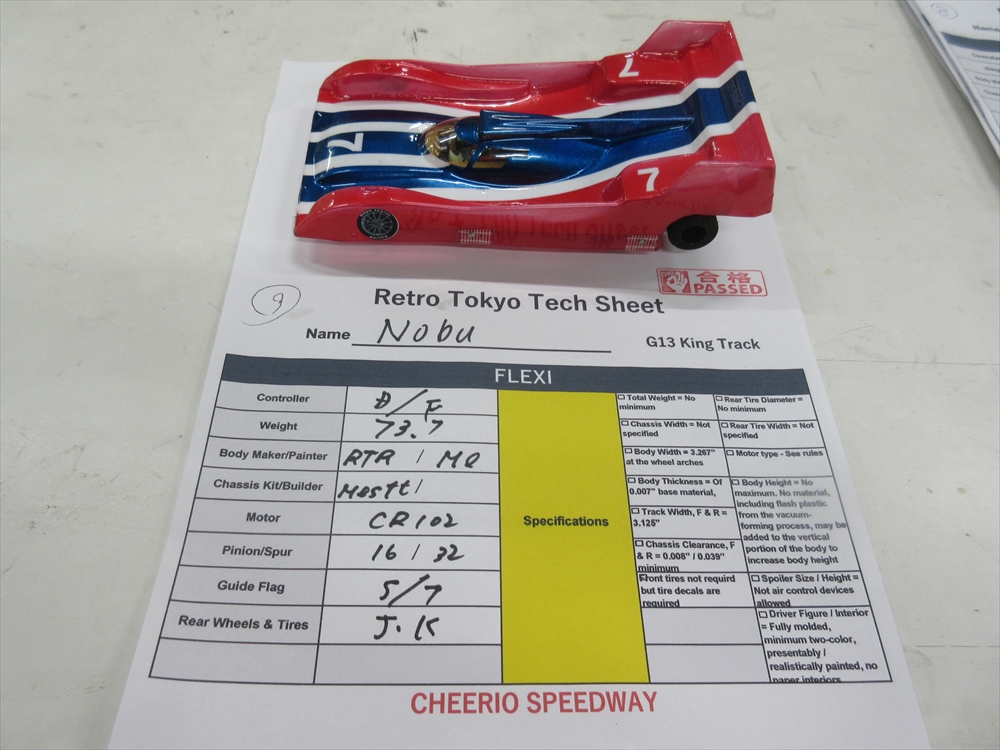 7
7
7
合格
PASSED
9
Retro Tokyo Tech Sheet
Name Nobu
G13 King Track
FLEXI
Controller D/F
Weight 73.7
Body Maker/Painter RTR / MQ
Chassis Kit/Builder
Motor CR102
Pinion/Spur 16 / 32
Guide Flag S/7
Rear Wheels & Tires J.K
Specifications
Total Weight = No
minimum
Chassis Width = Not
specified
Body Width = 3.267"
at the wheel arches
Body Thickness = Of
0.007" base material,
Track Width, F & R =
3.125"
Chassis Clearance, F
& R = 0.008" / 0.039"
minimum
Front tires not requird
but tire decals are
required
Rear Tire Diameter =
No minimum
Rear Tire Width = Not
specified
Motor type - See rules
Body Height = No
maximum. No material,
including flash plastic
from the vacuum-
forming process, may be
added to the vertical
portion of the body to
increase body height
Spoiler Size / Height =
Not air control devices
allowed
Driver Figure / Interior
= Fully molded,
minimum two-color,
presentably /
realistically painted, no
paper interiors
CHEERIO SPEEDWAY